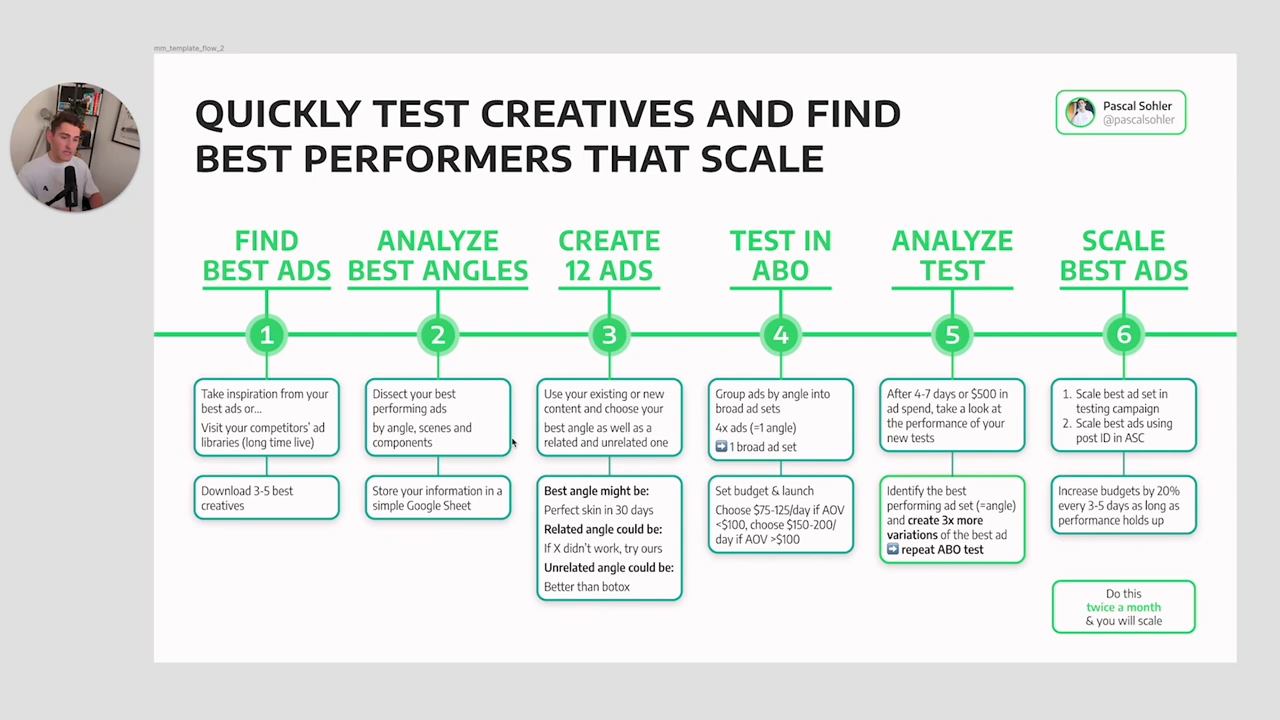 mm_template_flow_2
QUICKLY TEST CREATIVES AND FIND
BEST PERFORMERS THAT SCALE
Pascal Sohler
@pascalsohler
FIND
BEST ADS
1
Take inspiration from your
best ads or...
Visit your competitors' ad
libraries (long time live)
Download 3-5 best
creatives
ANALYZE
BEST ANGLES
2
Dissect your best
performing ads
by angle, scenes and
components
Store your information in a
simple Google Sheet
CREATE
12 ADS
3
Use your existing or new
content and choose your
best angle as well as a
related and unrelated one
Best angle might be:
Perfect skin in 30 days
Related angle could be:
If X didn't work, try ours
Unrelated angle could be:
Better than botox
TEST IN
ABO
4
Group ads by angle into
broad ad sets
4x ads (=1 angle)
➡️ 1 broad ad set
Set budget & launch
Choose $75-125/day if AOV
<$100, choose $150-200/
day if AOV >$100
ANALYZE
TEST
5
After 4-7 days or $500 in
ad spend, take a look at
the performance of your
new tests
Identify the best
performing ad set (=angle)
and create 3x more
variations of the best ad
➡️ repeat ABO test
SCALE
BEST ADS
6
1. Scale best ad set in
testing campaign
2. Scale best ads using
post ID in ASC
Increase budgets by 20%
every 3-5 days as long as
performance holds up
Do this
twice a month
& you will scale